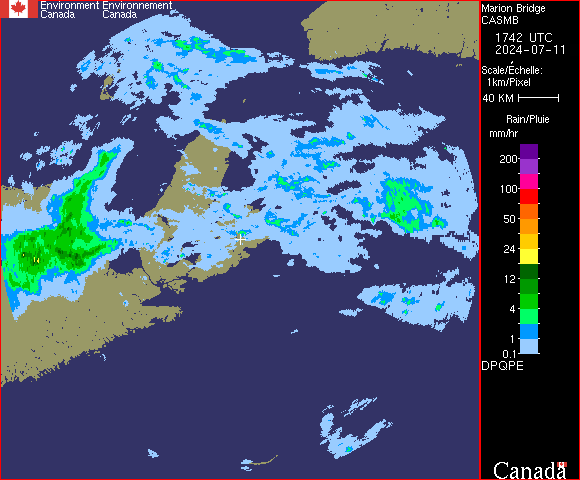 Environment Environnement
Canada Canada
Marion Bridge
CASMB
1742 UTC
2024-07-11
Scale/Echelle:
1km/Pixel
40 KM
Rain/Pluie
mm/hr
200
100
50
24
12
4
1
0.1
DPQPE
Canada